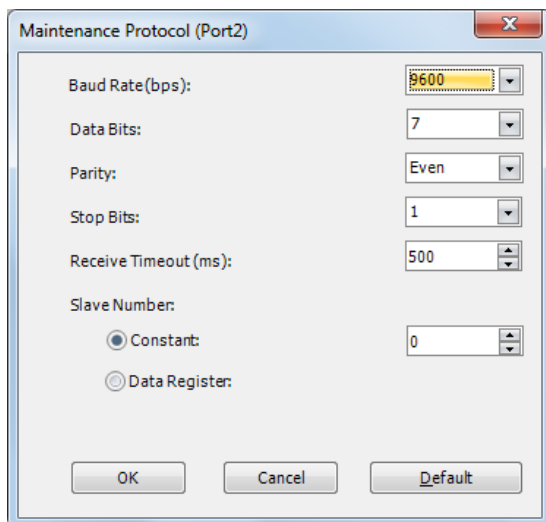 Maintenance Protocol (Port2)
Baud Rate(bps): 9600
Data Bits: 7
Parity: Even
Stop Bits: 1
Receive Timeout (ms): 500
Slave Number:
Constant: 0
Data Register:
OK Cancel Default